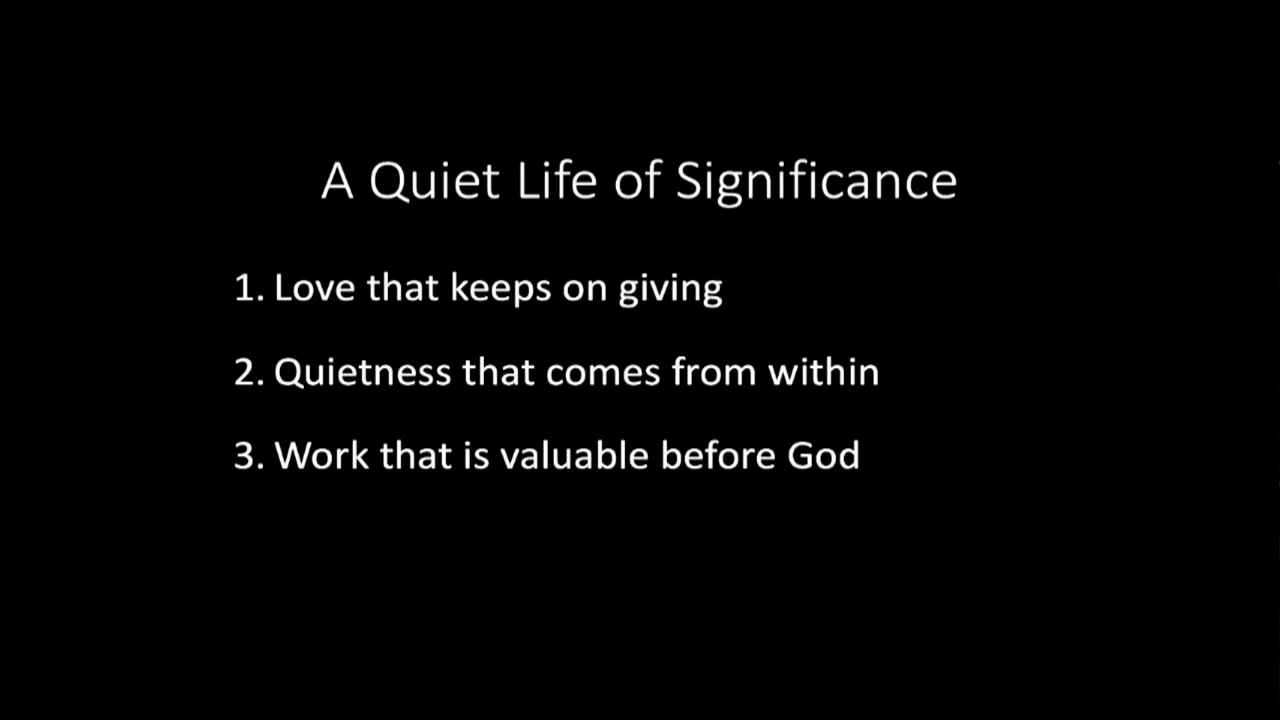 A Quiet Life of Significance
1. Love that keeps on giving
2. Quietness that comes from within
3. Work that is valuable before God